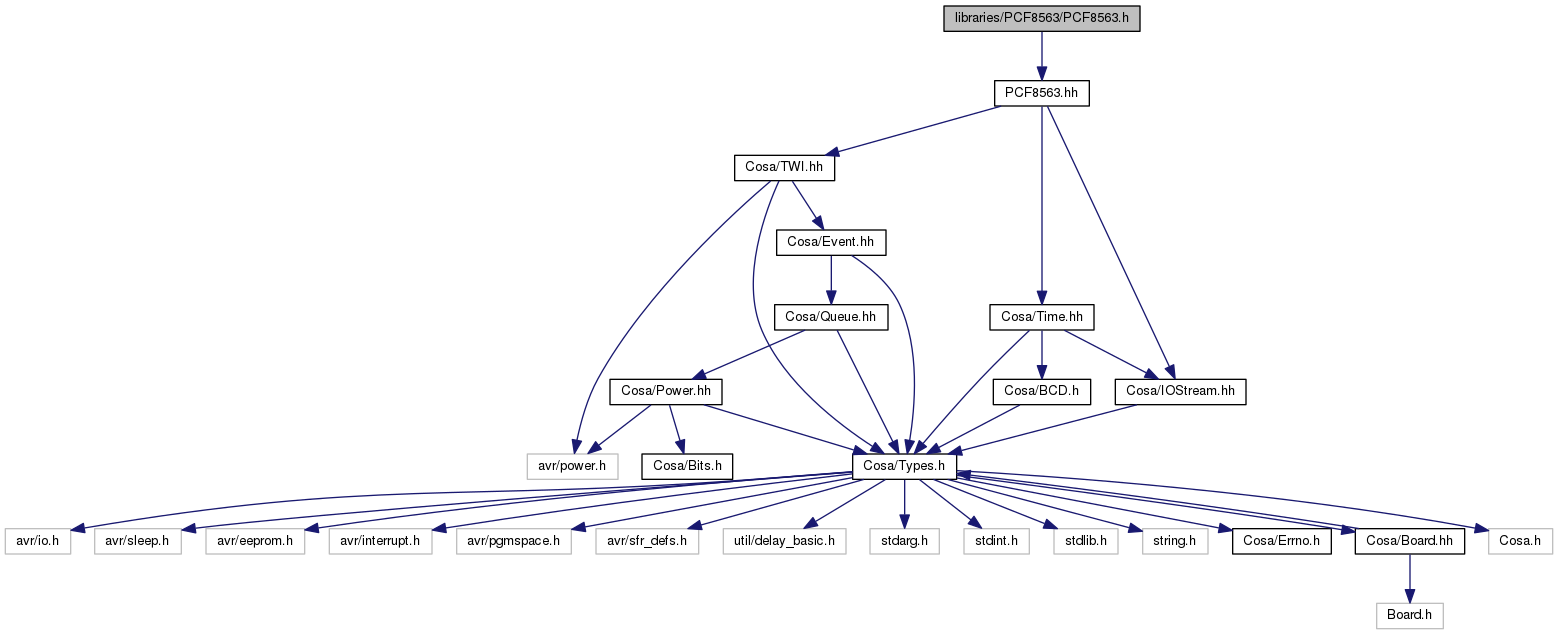 libraries/PCF8563/PCF8563.h
PCF8563.hh
Cosa/TWI.hh
Cosa/Event.hh
Cosa/Queue.hh
Cosa/Time.hh
Cosa/Power.hh
Cosa/BCD.h
Cosa/IOStream.hh
avr/power.h
Cosa/Bits.h
Cosa/Types.h
avr/io.h
avr/sleep.h
avr/eeprom.h
avr/interrupt.h
avr/pgmspace.h
avr/sfr_defs.h
util/delay_basic.h
stdarg.h
stdint.h
stdlib.h
string.h
Cosa/Errno.h
Cosa/Board.hh
Cosa.h
Board.h